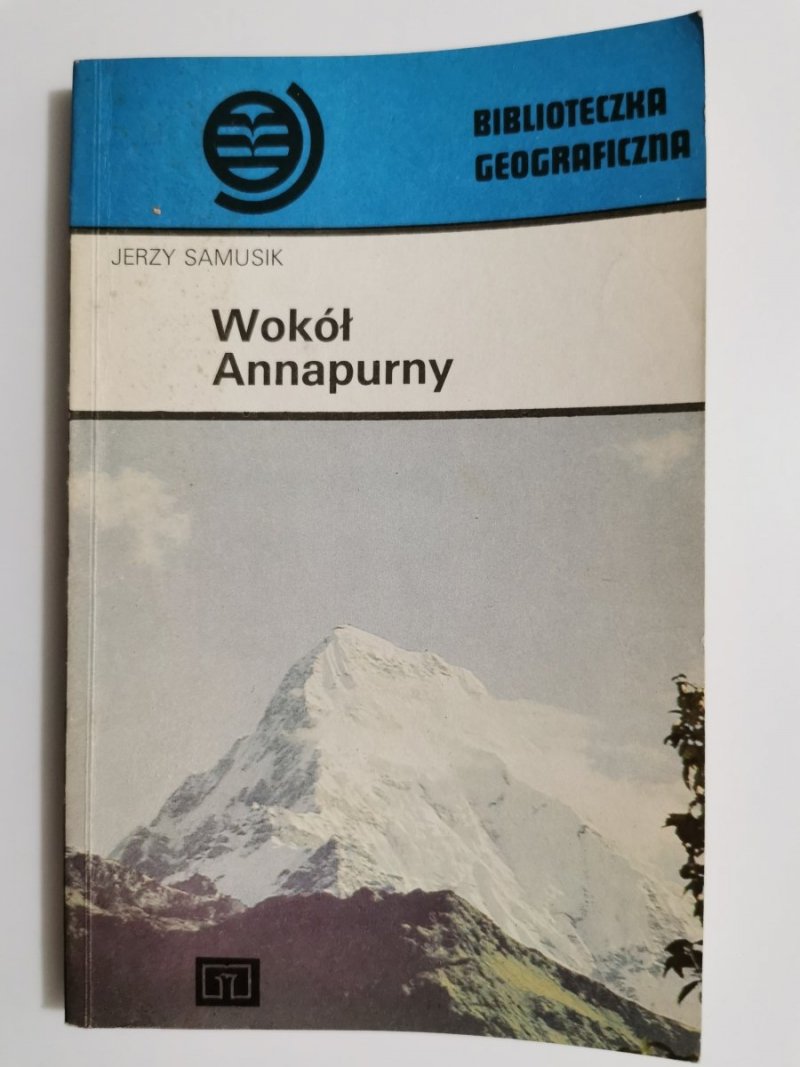 BIBLIOTECZKA
GEOGRAFICZNA
JERZY SAMUSIK
Wokół
Annapurny